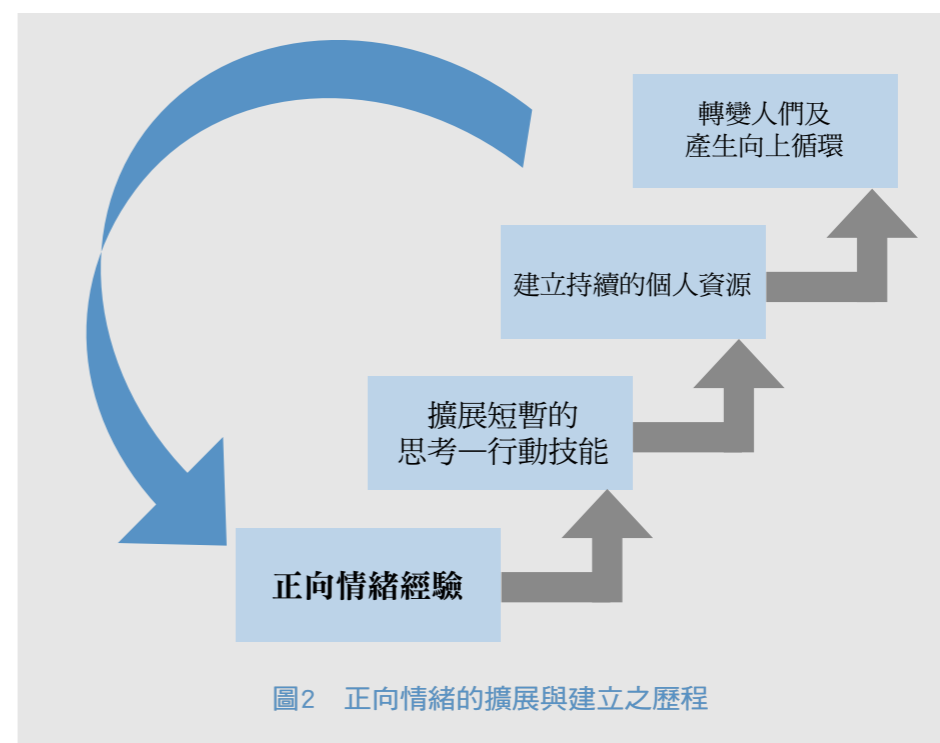 轉變人們及
產生向上循環
建立持續的個人資源
擴展短暫的
思考—行動技能
正向情緒經驗
圖2　正向情緒的擴展與建立之歷程